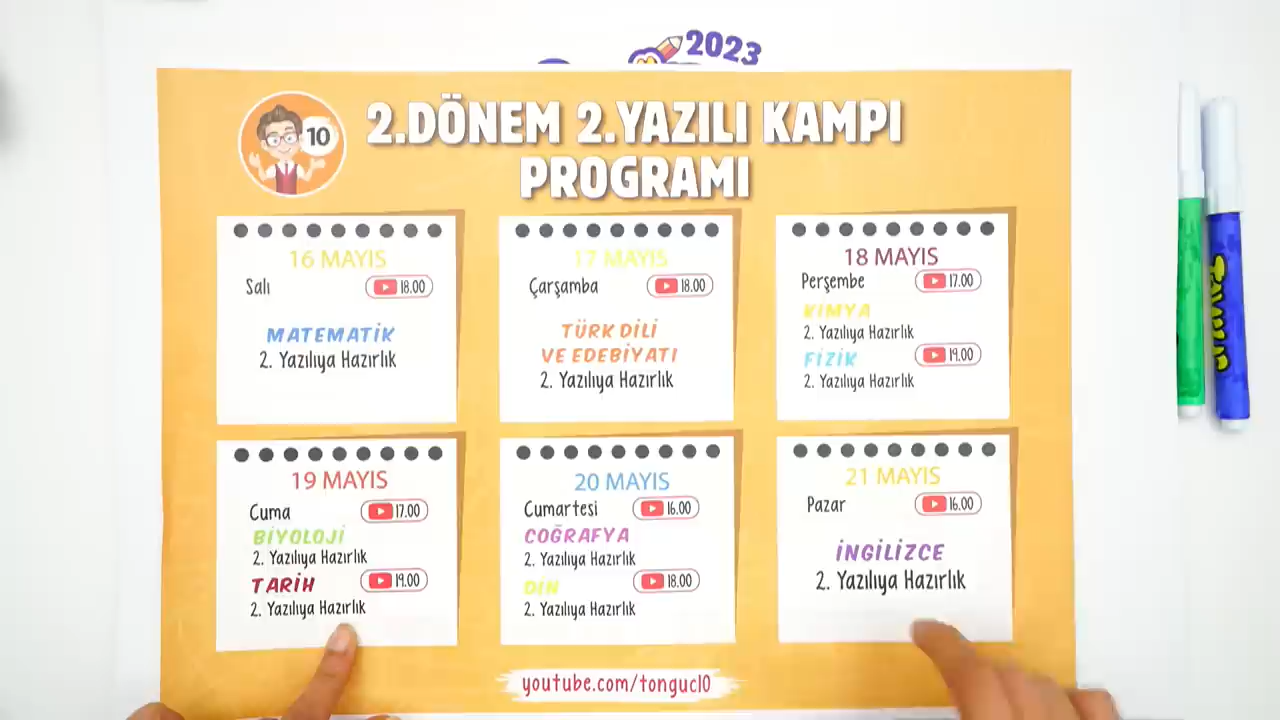 2023
10
2.DÖNEM 2.YAZILI KAMPI
PROGRAMI
16 MAYIS
Salı 18.00
MATEMATİK
2. Yazılıya Hazırlık
17 MAYIS
Çarşamba 18.00
TÜRK DİLİ
VE EDEBİYATI
2. Yazılıya Hazırlık
18 MAYIS
Perşembe 17.00
KİMYA
2. Yazılıya Hazırlık
FİZİK 19.00
2. Yazılıya Hazırlık
19 MAYIS
Cuma 17.00
BİYOLOJİ
2. Yazılıya Hazırlık
TARİH 19.00
2. Yazılıya Hazırlık
20 MAYIS
Cumartesi 16.00
COĞRAFYA
2. Yazılıya Hazırlık
DİN 18.00
2. Yazılıya Hazırlık
21 MAYIS
Pazar 16.00
İNGİLİZCE
2. Yazılıya Hazırlık
youtube.com/tonguc10